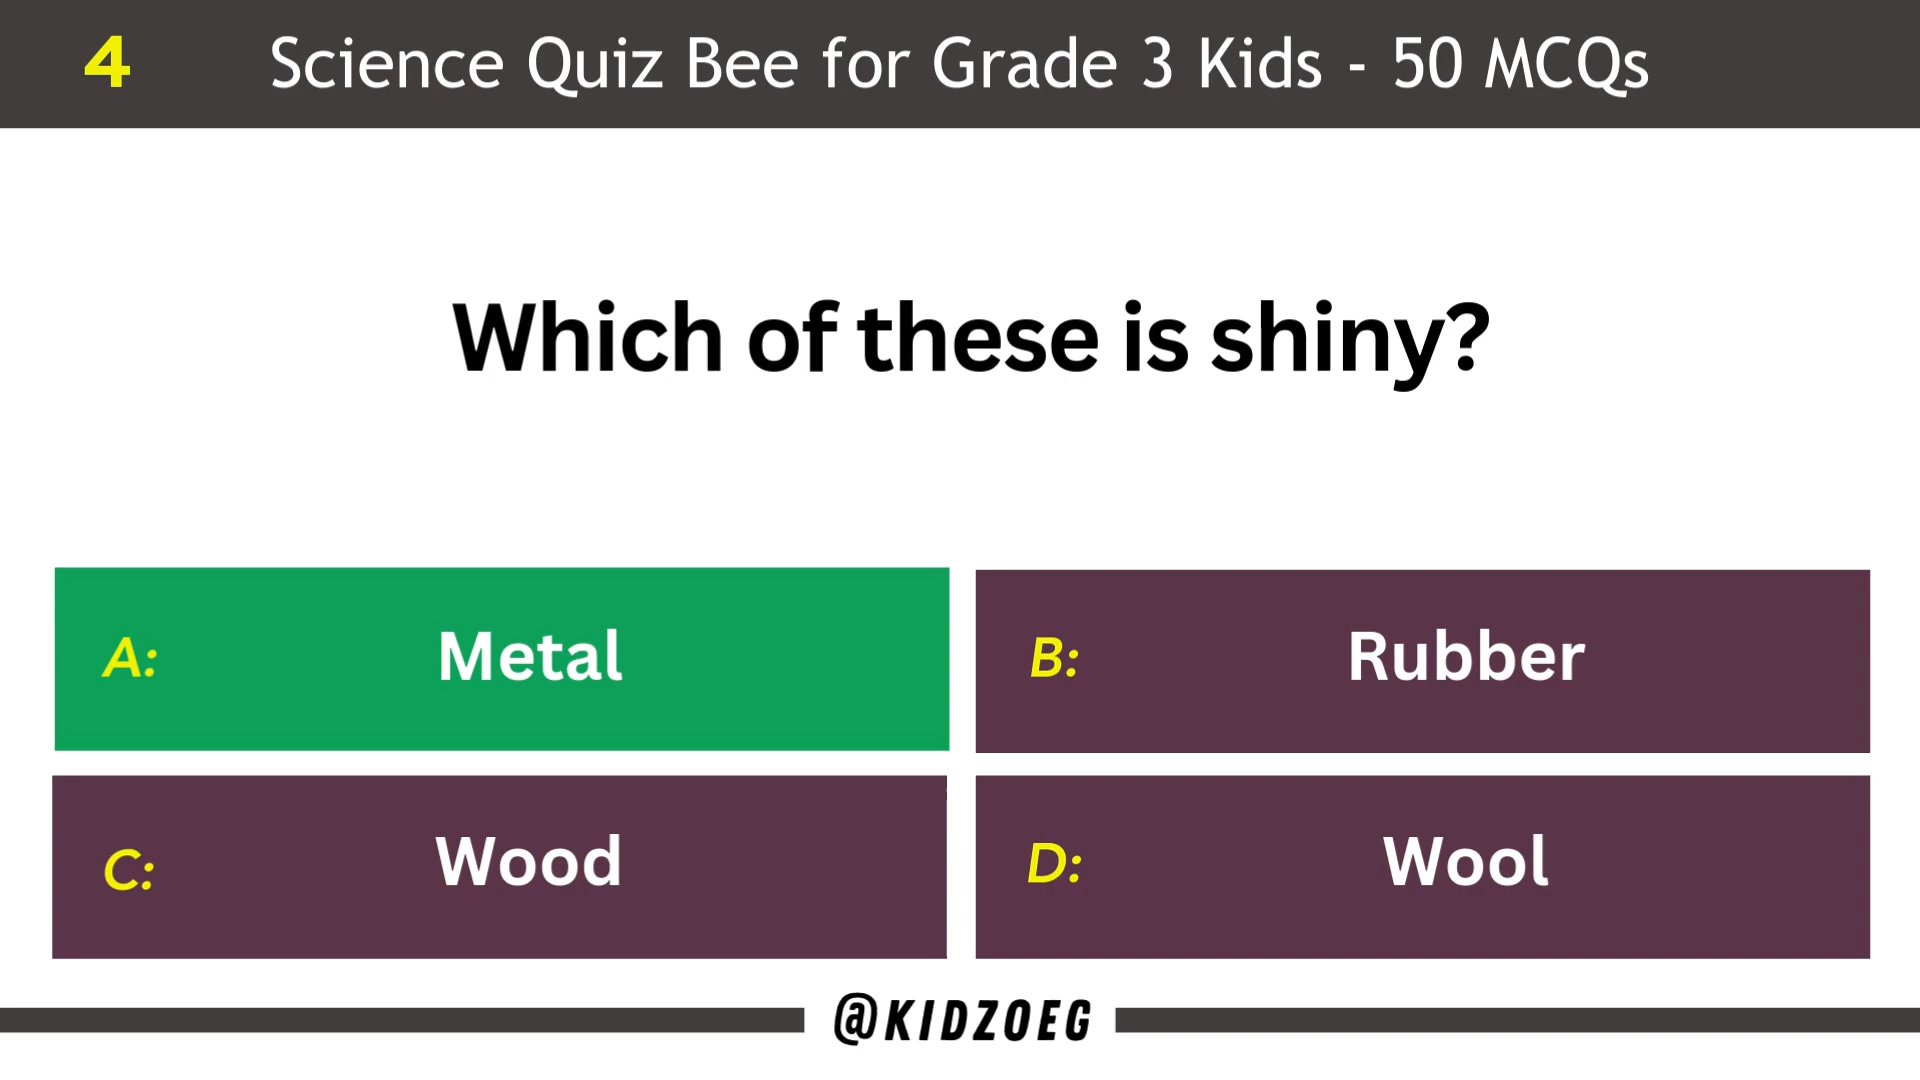 4 Science Quiz Bee for Grade 3 Kids - 50 MCQs
Which of these is shiny?
A: Metal
B: Rubber
C: Wood
D: Wool
@KIDZOEG